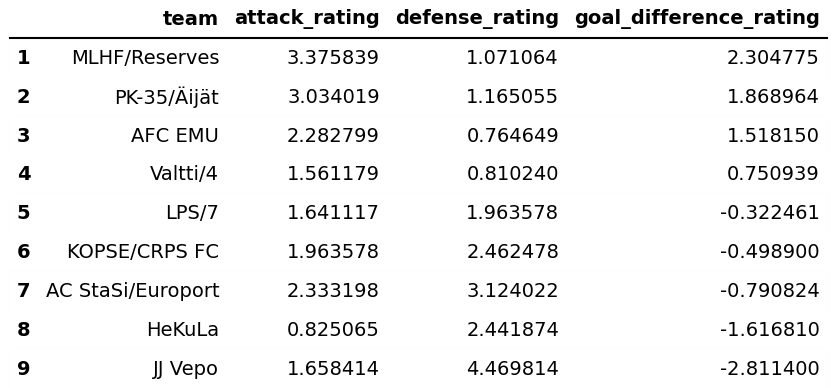 team attack_rating defense_rating goal_difference_rating
1 MLHF/Reserves 3.375839 1.071064 2.304775
2 PK-35/Äijät 3.034019 1.165055 1.868964
3 AFC EMU 2.282799 0.764649 1.518150
4 Valtti/4 1.561179 0.810240 0.750939
5 LPS/7 1.641117 1.963578 -0.322461
6 KOPSE/CRPS FC 1.963578 2.462478 -0.498900
7 AC StaSi/Europort 2.333198 3.124022 -0.790824
8 HeKuLa 0.825065 2.441874 -1.616810
9 JJ Vepo 1.658414 4.469814 -2.811400